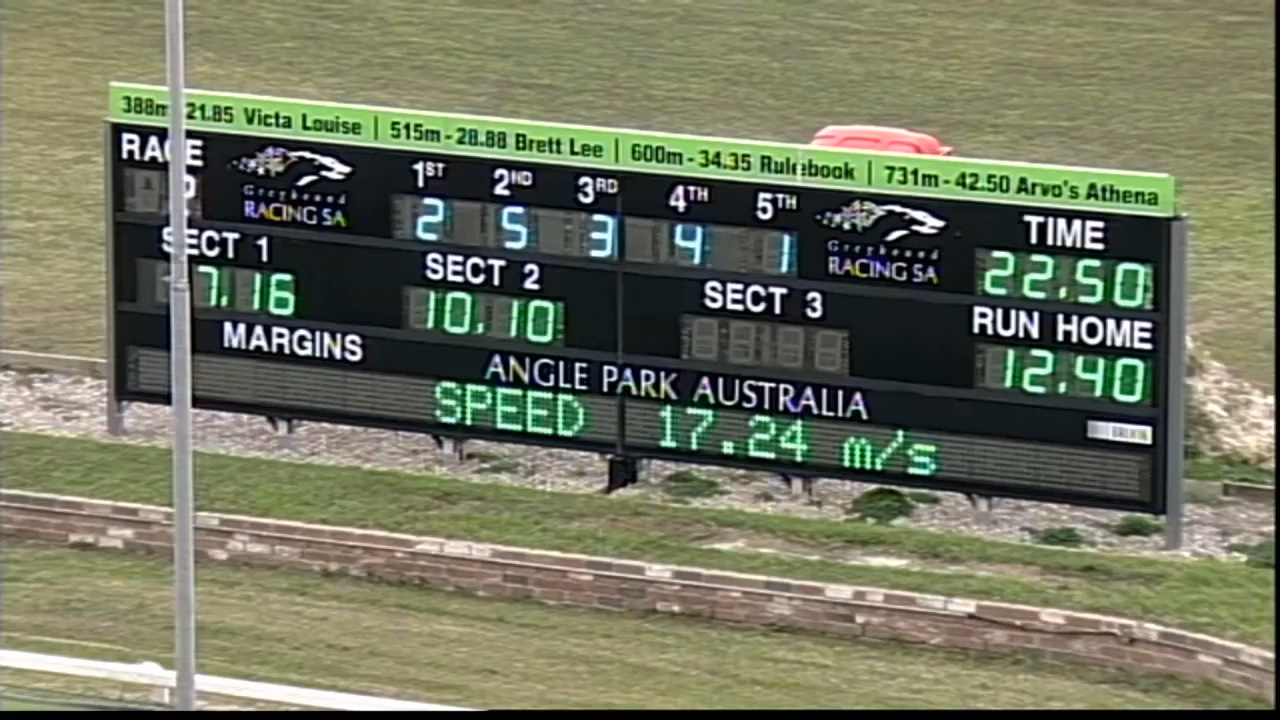 388m - 21.85 Victa Louise | 515m - 28.88 Brett Lee | 600m - 34.35 Rulebook | 731m - 42.50 Arvo's Athena
RACE
Greyhound
RACING SA
1ST 2ND 3RD 4TH 5TH
2 5 3 4 1
Greyhound
RACING SA
TIME
22.50
SECT 1
7.16
SECT 2
10.10
SECT 3
RUN HOME
12.40
MARGINS
ANGLE PARK AUSTRALIA
SPEED 17.24 m/s